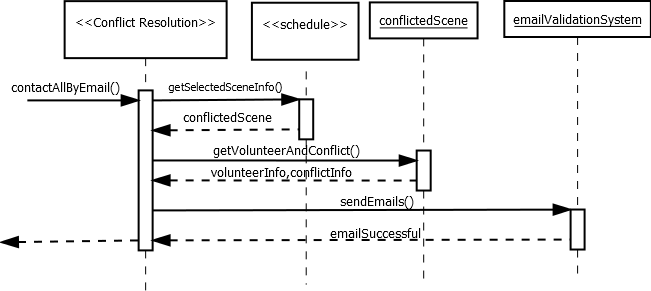 <<Conflict Resolution>>
<<schedule>>
conflictedScene
emailValidationSystem
contactAllByEmail()
getSelectedSceneInfo()
conflictedScene
getVolunteerAndConflict()
volunteerInfo,conflictInfo
sendEmails()
emailSuccessful